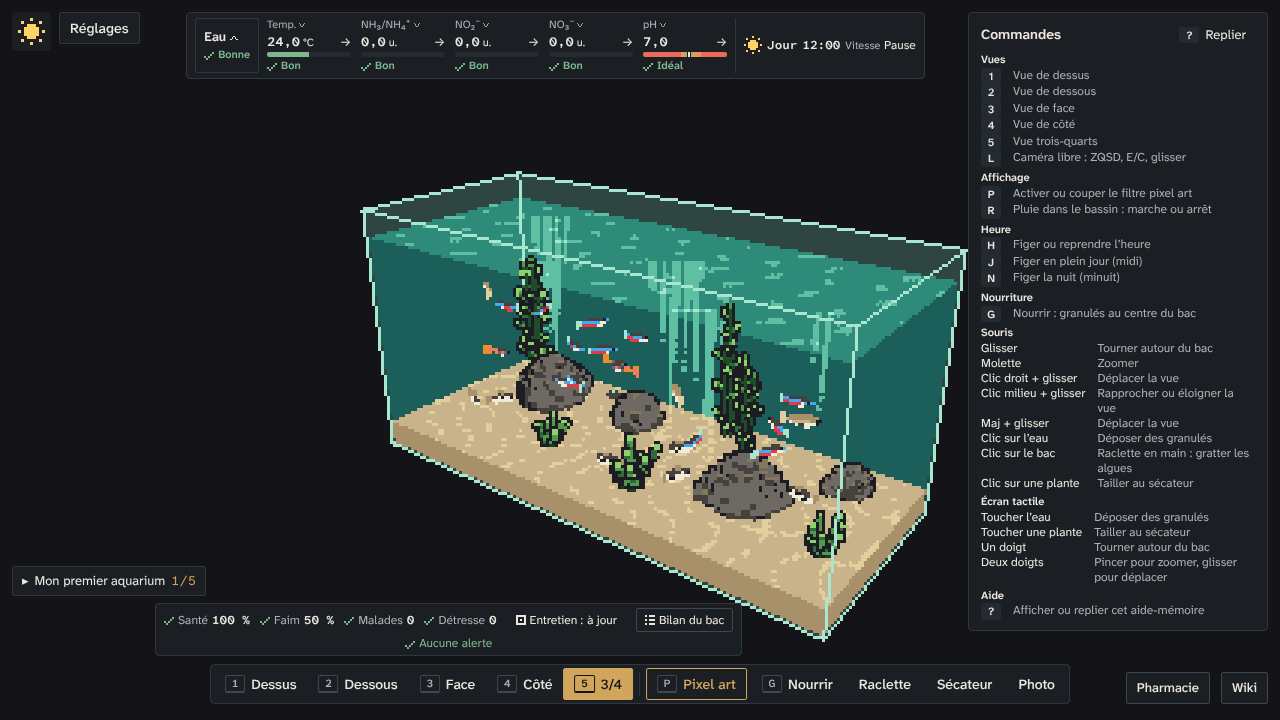 Réglages
Eau
Bonne
Temp.
24,0 °C
Bon
NH₃/NH₄⁺
0,0 u.
Bon
NO₂⁻
0,0 u.
Bon
NO₃⁻
0,0 u.
Bon
pH
7,0
Idéal
Jour 12:00 Vitesse Pause
Commandes
? Replier
Vues
1 Vue de dessus
2 Vue de dessous
3 Vue de face
4 Vue de côté
5 Vue trois-quarts
L Caméra libre : ZQSD, E/C, glisser
Affichage
P Activer ou couper le filtre pixel art
R Pluie dans le bassin : marche ou arrêt
Heure
H Figer ou reprendre l'heure
J Figer en plein jour (midi)
N Figer la nuit (minuit)
Nourriture
G Nourrir : granulés au centre du bac
Souris
Glisser Tourner autour du bac
Molette Zoomer
Clic droit + glisser Déplacer la vue
Clic milieu + glisser Rapprocher ou éloigner la
vue
Maj + glisser Déplacer la vue
Clic sur l'eau Déposer des granulés
Clic sur le bac Raclette en main : gratter les
algues
Clic sur une plante Tailler au sécateur
Écran tactile
Toucher l'eau Déposer des granulés
Toucher une plante Tailler au sécateur
Un doigt Tourner autour du bac
Deux doigts Pincer pour zoomer, glisser
pour déplacer
Aide
? Afficher ou replier cet aide-mémoire
▸ Mon premier aquarium 1/5
Santé 100 % Faim 50 % Malades 0 Détresse 0 Entretien : à jour Bilan du bac
Aucune alerte
1 Dessus 2 Dessous 3 Face 4 Côté 5 3/4 P Pixel art G Nourrir Raclette Sécateur Photo
Pharmacie Wiki